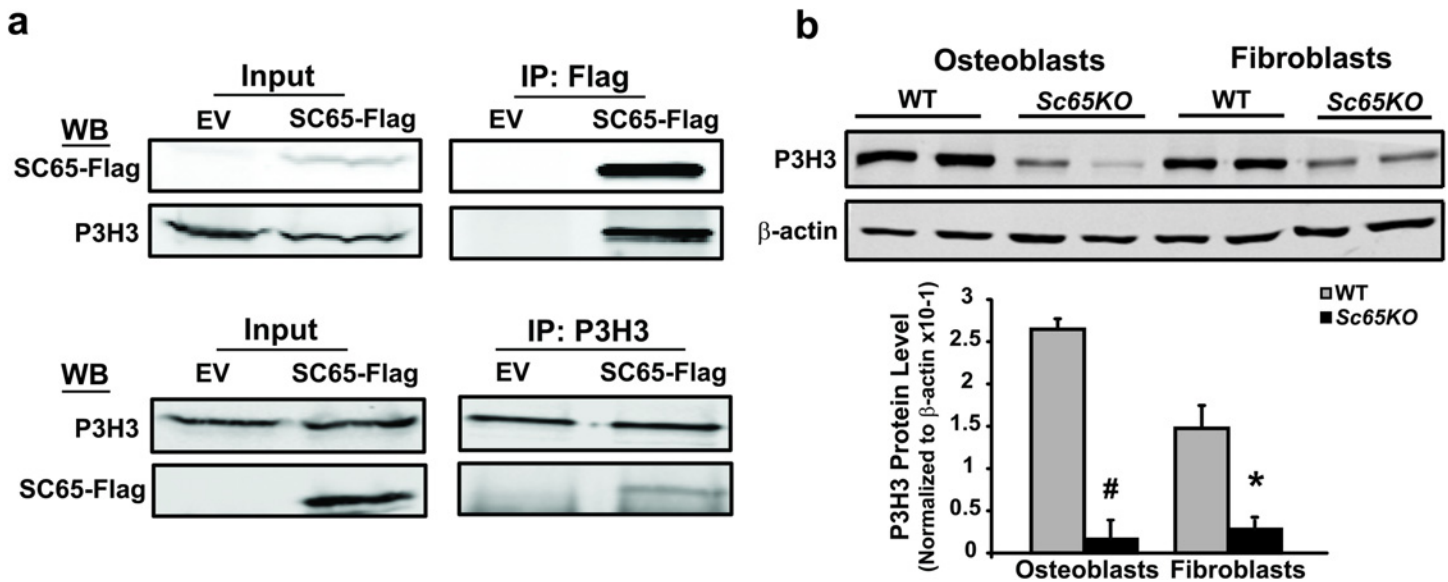 a
Input
IP: Flag
WB
EV
SC65-Flag
EV
SC65-Flag
SC65-Flag
P3H3
Input
IP: P3H3
WB
EV
SC65-Flag
EV
SC65-Flag
P3H3
SC65-Flag
b
Osteoblasts
Fibroblasts
WT
Sc65KO
WT
Sc65KO
P3H3
β-actin
P3H3 Protein Level
(Normalized to β-actin x10-1)
3
2.5
2
1.5
1
0.5
0
WT
Sc65KO
#
*
Osteoblasts
Fibroblasts